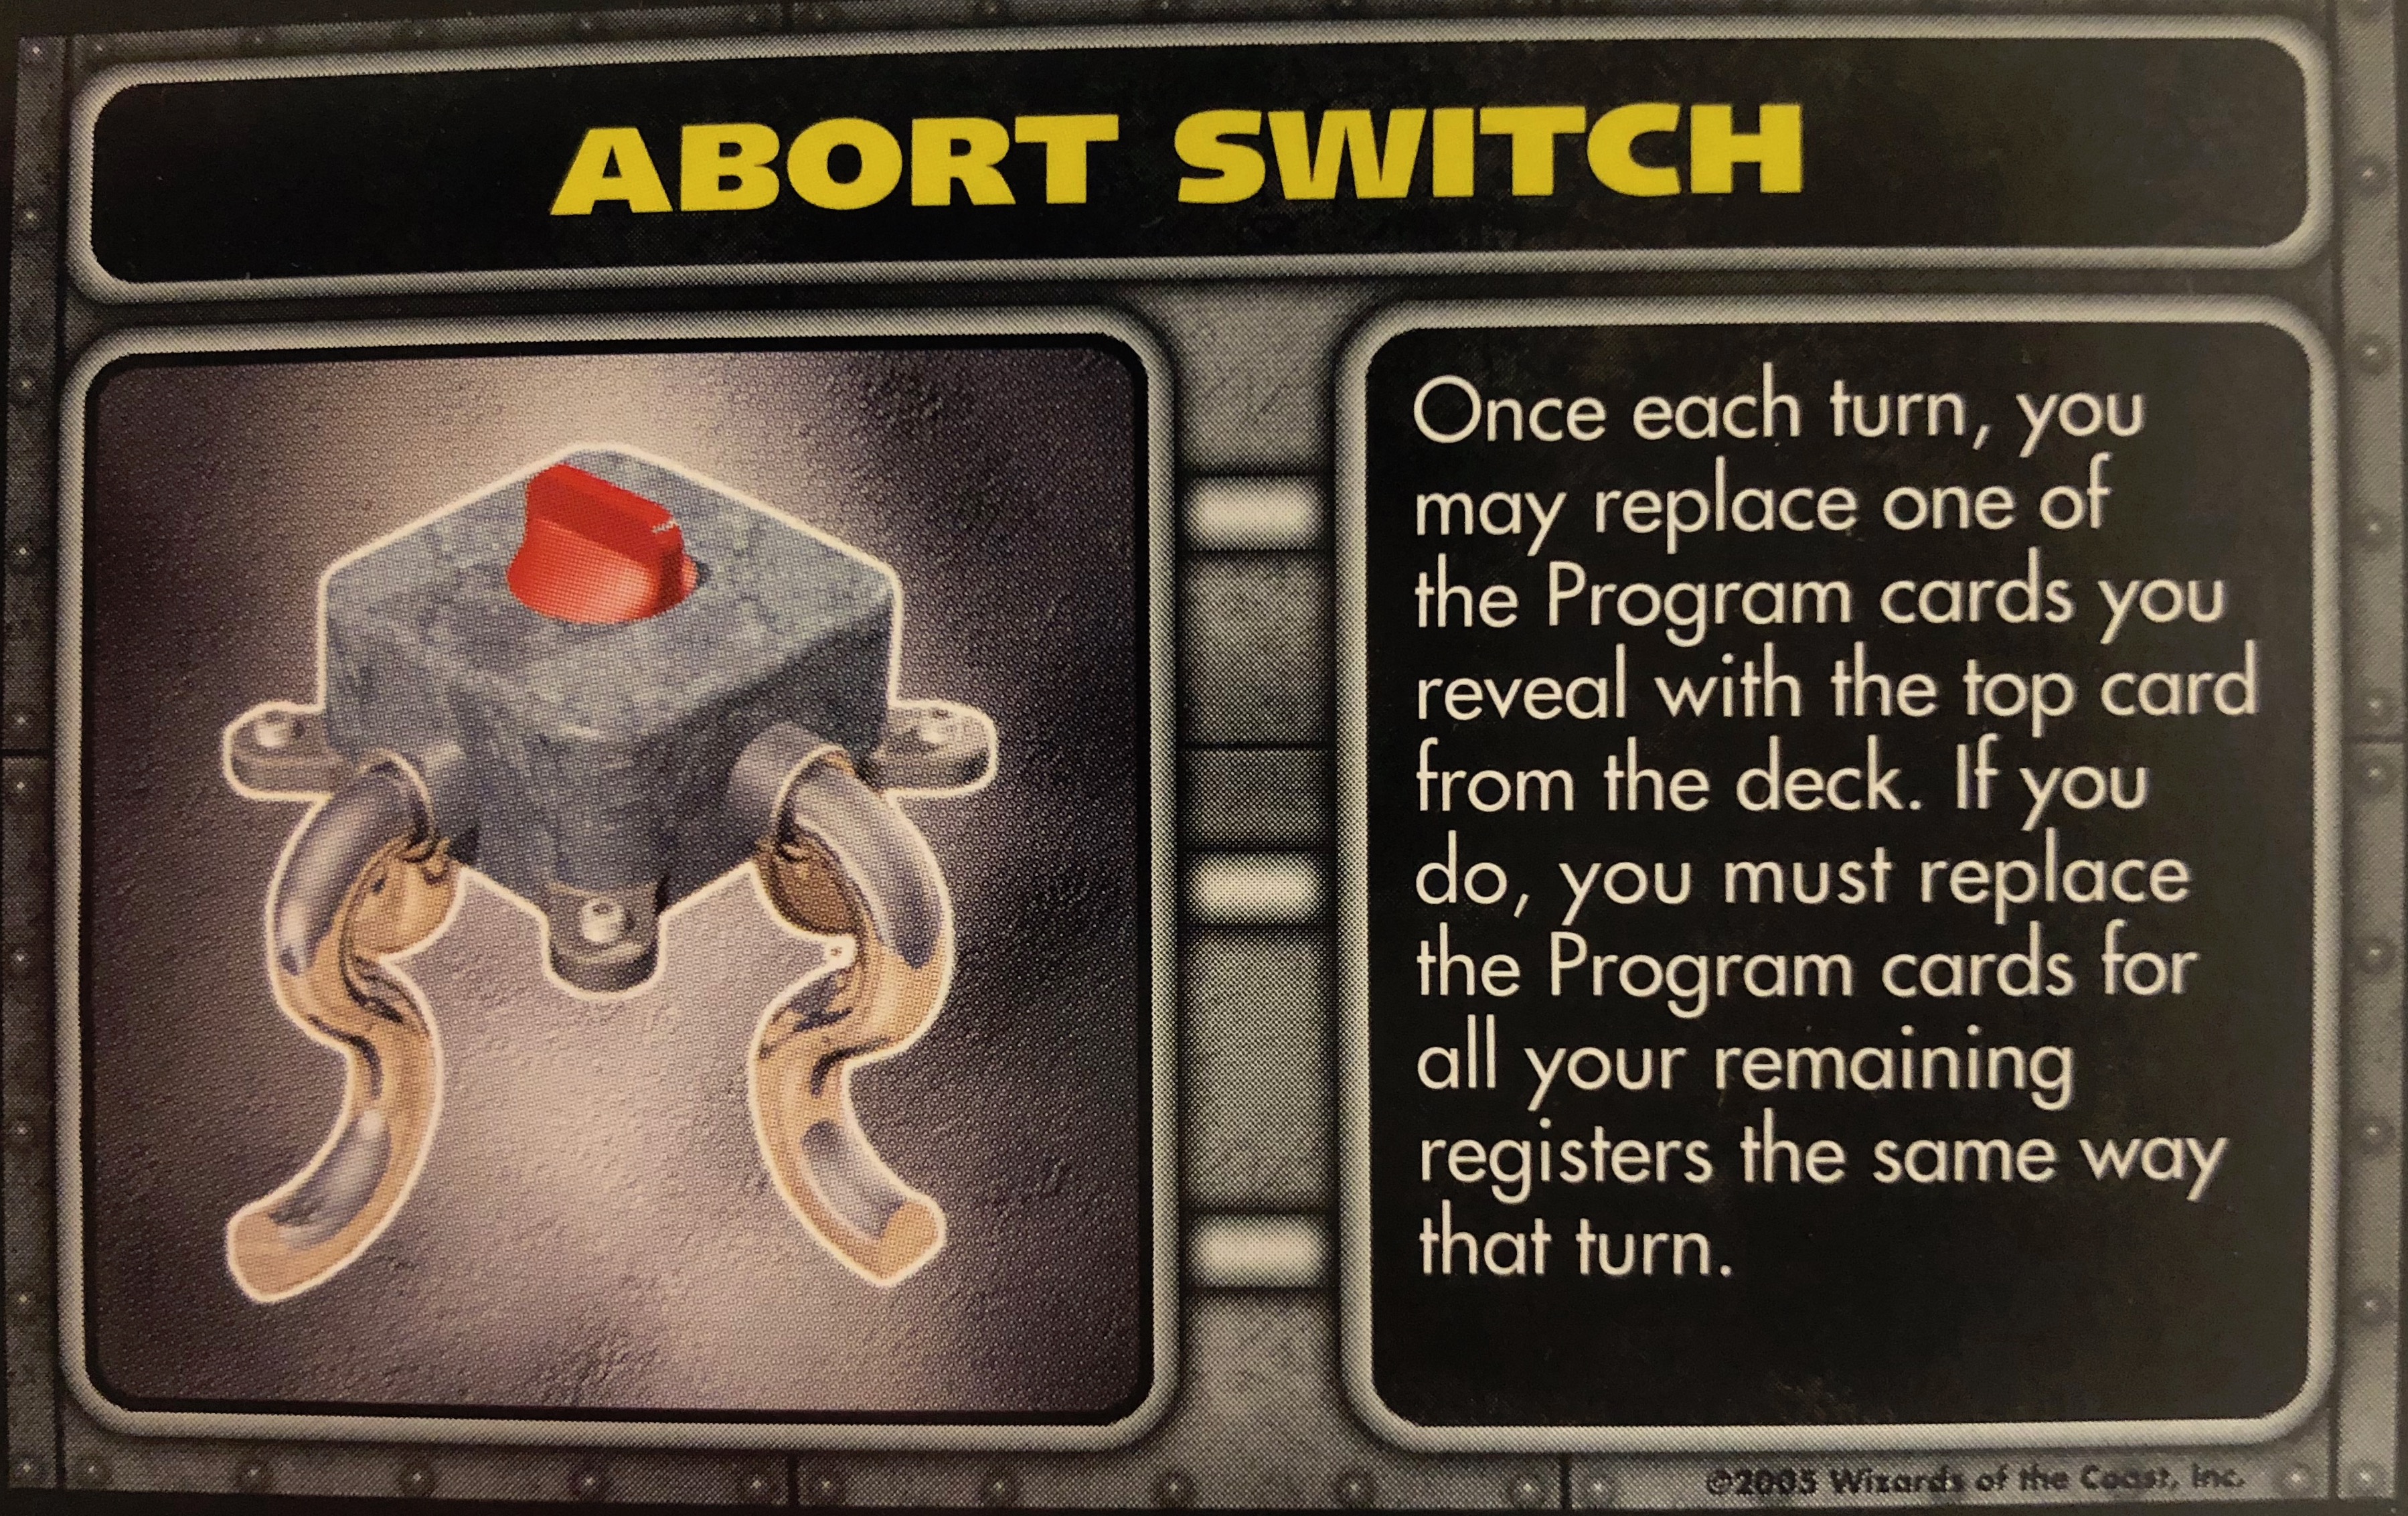 ABORT SWITCH
Once each turn, you
may replace one of
the Program cards you
reveal with the top card
from the deck. If you
do, you must replace
the Program cards for
all your remaining
registers the same way
that turn.
©2005 Wizards of the Coast, Inc.